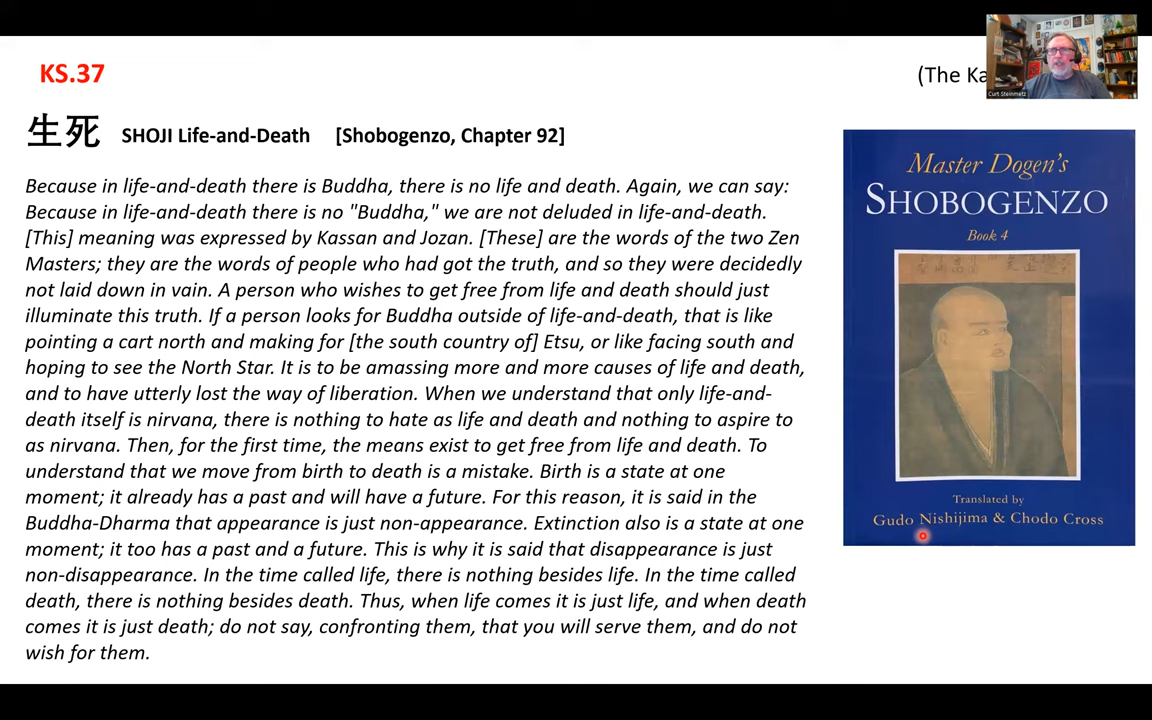 KS.37
(The Ka
Curt Steinmetz
生死 SHOJI Life-and-Death [Shobogenzo, Chapter 92]
Because in life-and-death there is Buddha, there is no life and death. Again, we can say:
Because in life-and-death there is no "Buddha," we are not deluded in life-and-death.
[This] meaning was expressed by Kassan and Jozan. [These] are the words of the two Zen
Masters; they are the words of people who had got the truth, and so they were decidedly
not laid down in vain. A person who wishes to get free from life and death should just
illuminate this truth. If a person looks for Buddha outside of life-and-death, that is like
pointing a cart north and making for [the south country of] Etsu, or like facing south and
hoping to see the North Star. It is to be amassing more and more causes of life and death,
and to have utterly lost the way of liberation. When we understand that only life-and-
death itself is nirvana, there is nothing to hate as life and death and nothing to aspire to
as nirvana. Then, for the first time, the means exist to get free from life and death. To
understand that we move from birth to death is a mistake. Birth is a state at one
moment; it already has a past and will have a future. For this reason, it is said in the
Buddha-Dharma that appearance is just non-appearance. Extinction also is a state at one
moment; it too has a past and a future. This is why it is said that disappearance is just
non-disappearance. In the time called life, there is nothing besides life. In the time called
death, there is nothing besides death. Thus, when life comes it is just life, and when death
comes it is just death; do not say, confronting them, that you will serve them, and do not
wish for them.
Master Dogen's
SHOBOGENZO
Book 4
Translated by
Gudo Nishijima & Chodo Cross